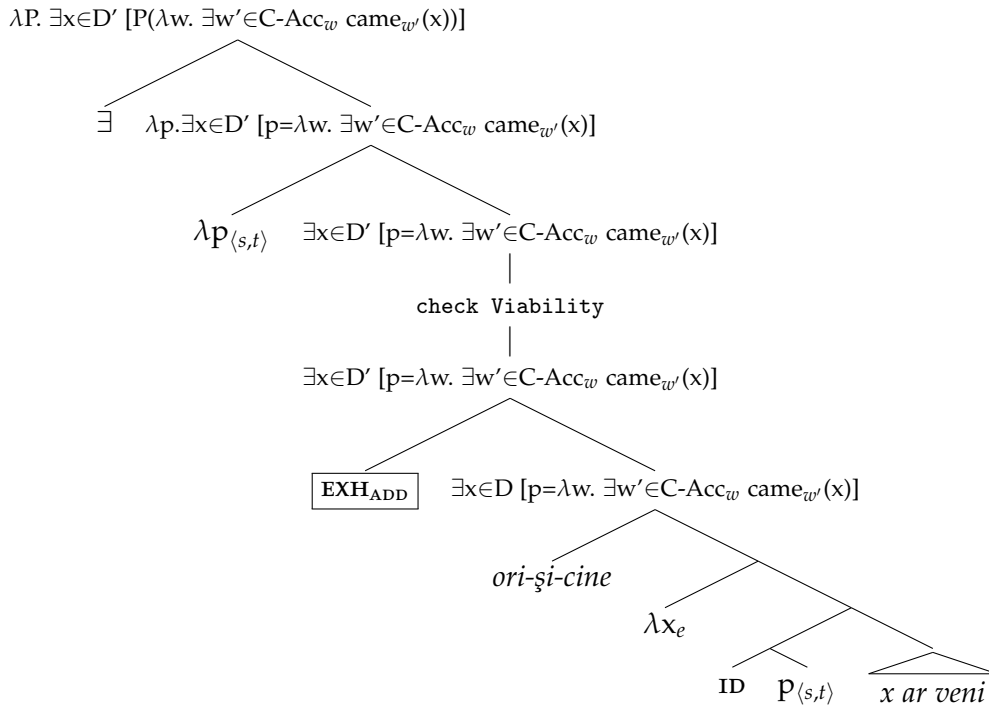 λP. ∃x∈D’ [P(λw. ∃w’∈C-Acc_w came_w′(x))]
∃ λp.∃x∈D’ [p=λw. ∃w’∈C-Acc_w came_w′(x)]
λp⟨s,t⟩ ∃x∈D’ [p=λw. ∃w’∈C-Acc_w came_w′(x)]
check Viability
∃x∈D’ [p=λw. ∃w’∈C-Acc_w came_w′(x)]
EXH_ADD ∃x∈D [p=λw. ∃w’∈C-Acc_w came_w′(x)]
ori-şi-cine
λx_e
ID p⟨s,t⟩ x ar veni